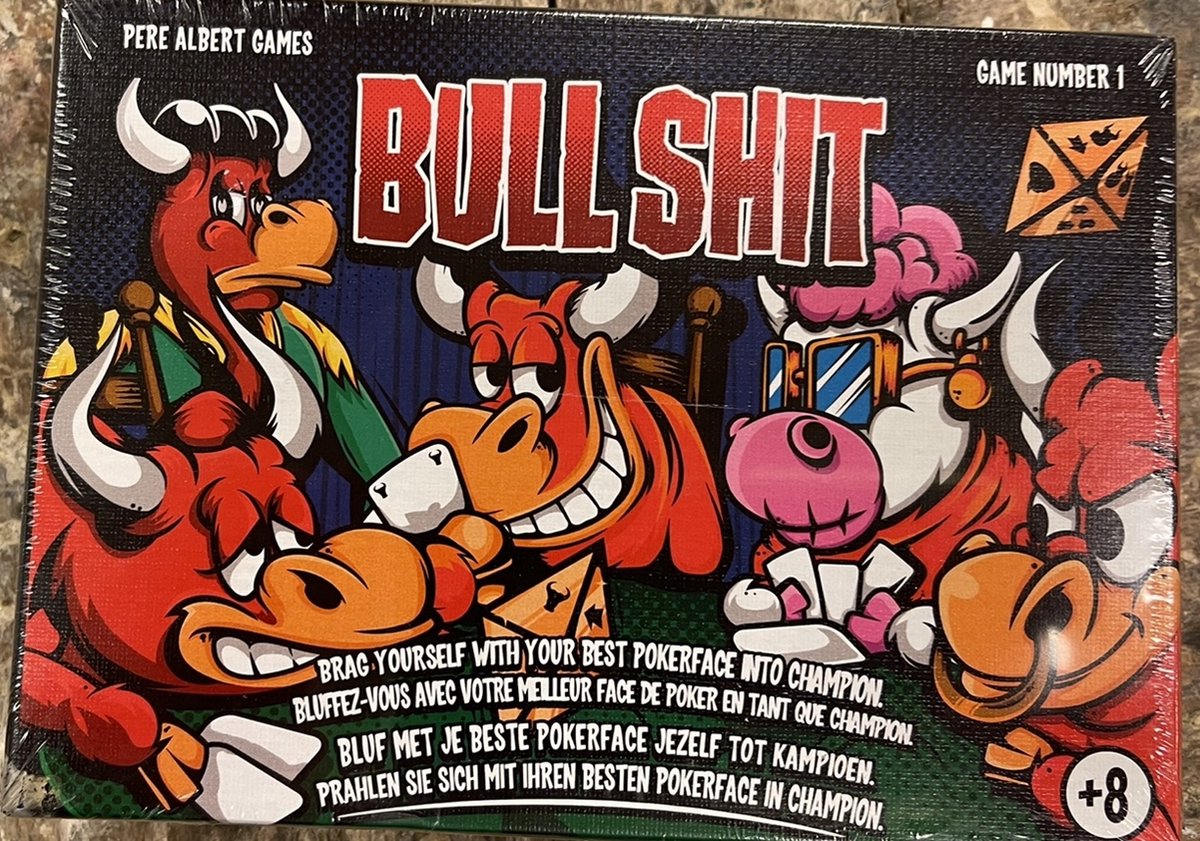 PERE ALBERT GAMES
GAME NUMBER 1
BULLSHIT
BRAG YOURSELF WITH YOUR BEST POKERFACE INTO CHAMPION.
BLUFFEZ-VOUS AVEC VOTRE MEILLEUR FACE DE POKER EN TANT QUE CHAMPION.
BLUF MET JE BESTE POKERFACE JEZELF TOT KAMPIOEN.
PRAHLEN SIE SICH MIT IHREN BESTEN POKERFACE IN CHAMPION.
+8